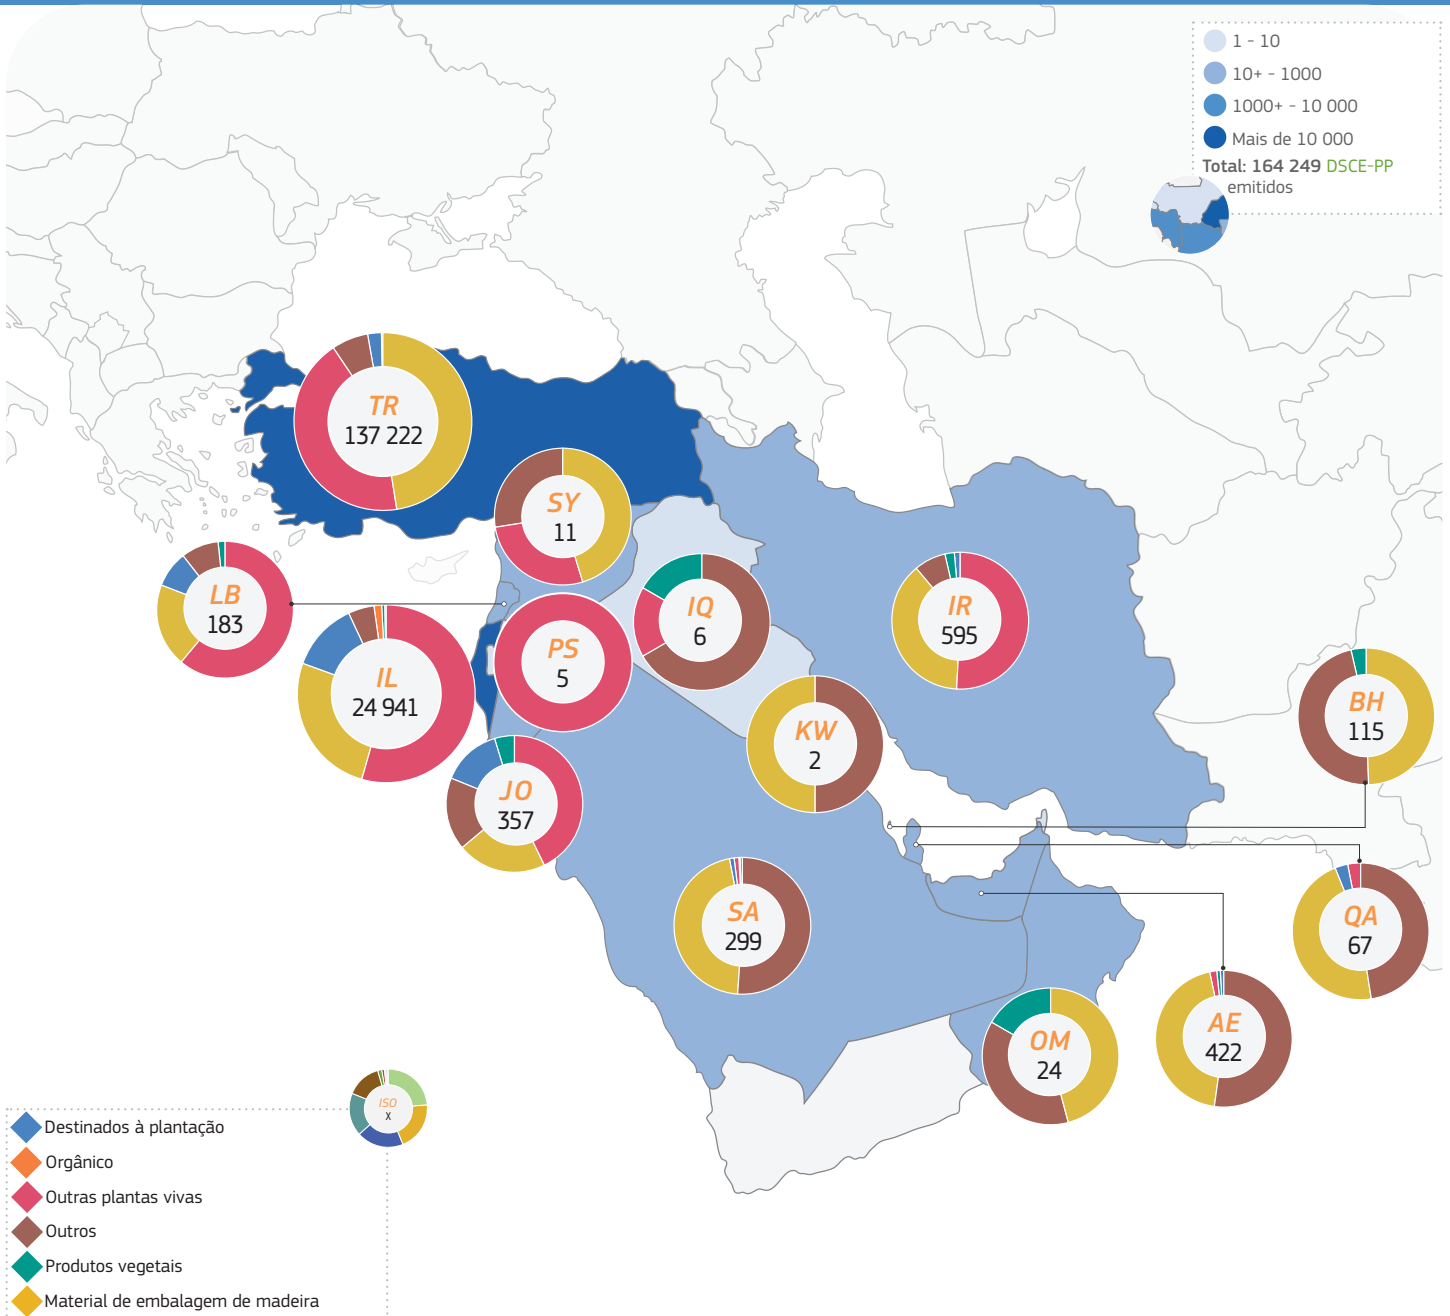 1 - 10
10+ - 1000
1000+ - 10 000
Mais de 10 000
Total: 164 249 DSCE-PP
emitidos
TR
137 222
SY
11
LB
183
IQ
6
IR
595
PS
5
IL
24 941
KW
2
BH
115
JO
357
SA
299
QA
67
OM
24
AE
422
ISO
X
Destinados à plantação
Orgânico
Outras plantas vivas
Outros
Produtos vegetais
Material de embalagem de madeira